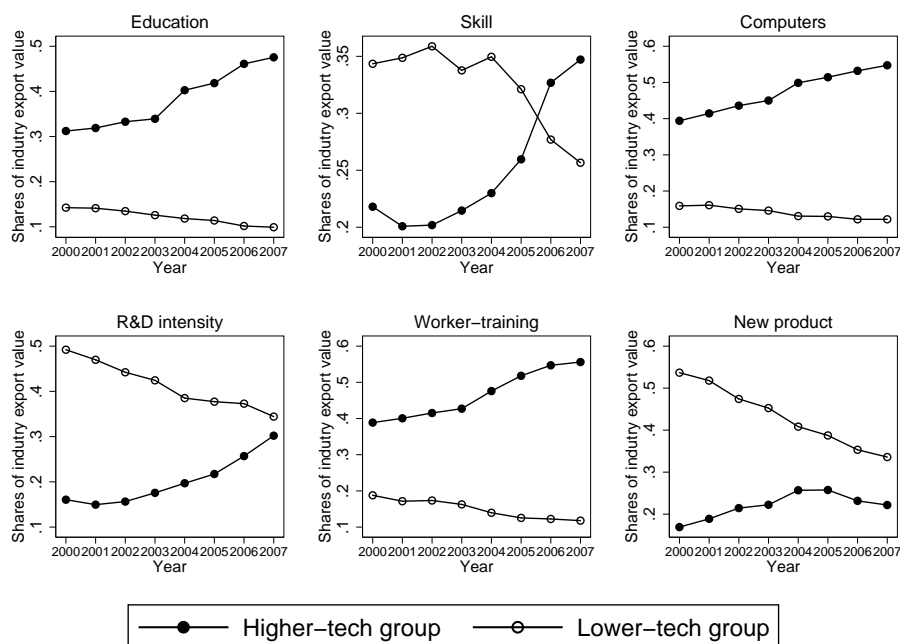 Education
Shares of indutry export value
.5
.4
.3
.2
.1
2000 2001 2002 2003 2004 2005 2006 2007
Year
Skill
Shares of indutry export value
.35
.3
.25
.2
2000 2001 2002 2003 2004 2005 2006 2007
Year
Computers
Shares of indutry export value
.6
.5
.4
.3
.2
.1
2000 2001 2002 2003 2004 2005 2006 2007
Year
R&D intensity
Shares of indutry export value
.5
.4
.3
.2
.1
2000 2001 2002 2003 2004 2005 2006 2007
Year
Worker−training
Shares of indutry export value
.6
.5
.4
.3
.2
.1
2000 2001 2002 2003 2004 2005 2006 2007
Year
New product
Shares of indutry export value
.6
.5
.4
.3
.2
2000 2001 2002 2003 2004 2005 2006 2007
Year
Higher−tech group
Lower−tech group